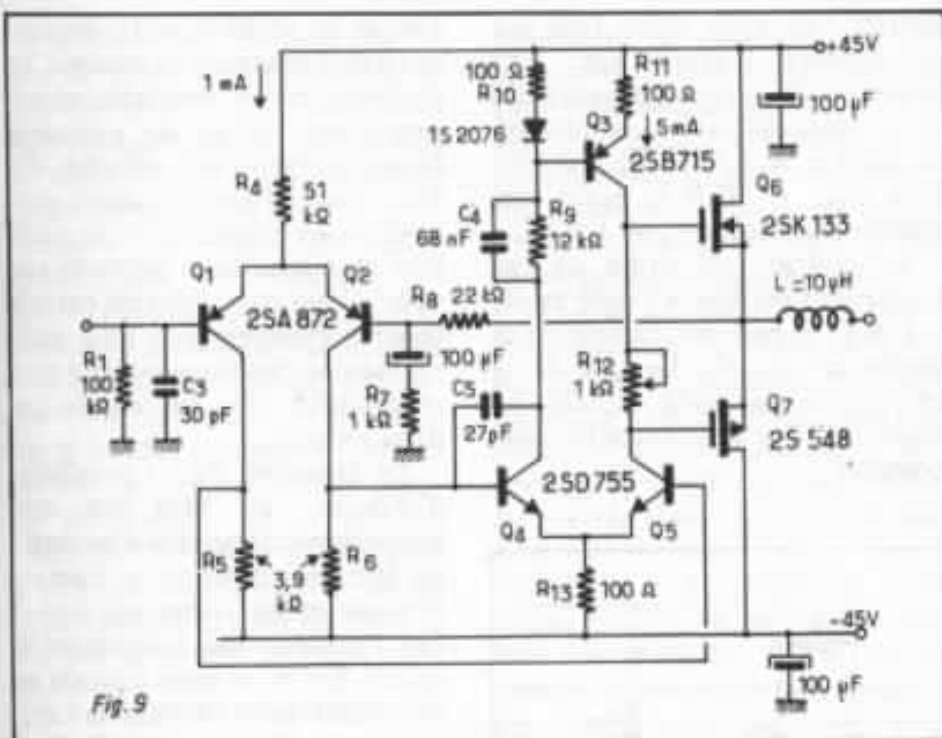 +45V
1 mA
100 Ω
R10
R11
100 Ω
100 µF
1S2076
Q3
5mA
2SB715
R4
51
kΩ
C4
68 nF
R9
12 kΩ
Q6
2SK133
Q1
Q2
2SA872
R8
22 kΩ
L=10µH
R1
100
kΩ
C3
30 pF
100 µF
R7
1 kΩ
C5
27pF
R12
1 kΩ
Q7
2S 548
2SD755
Q4
Q5
R5
3,9
kΩ
R6
R13
100 Ω
-45V
100 µF
Fig. 9